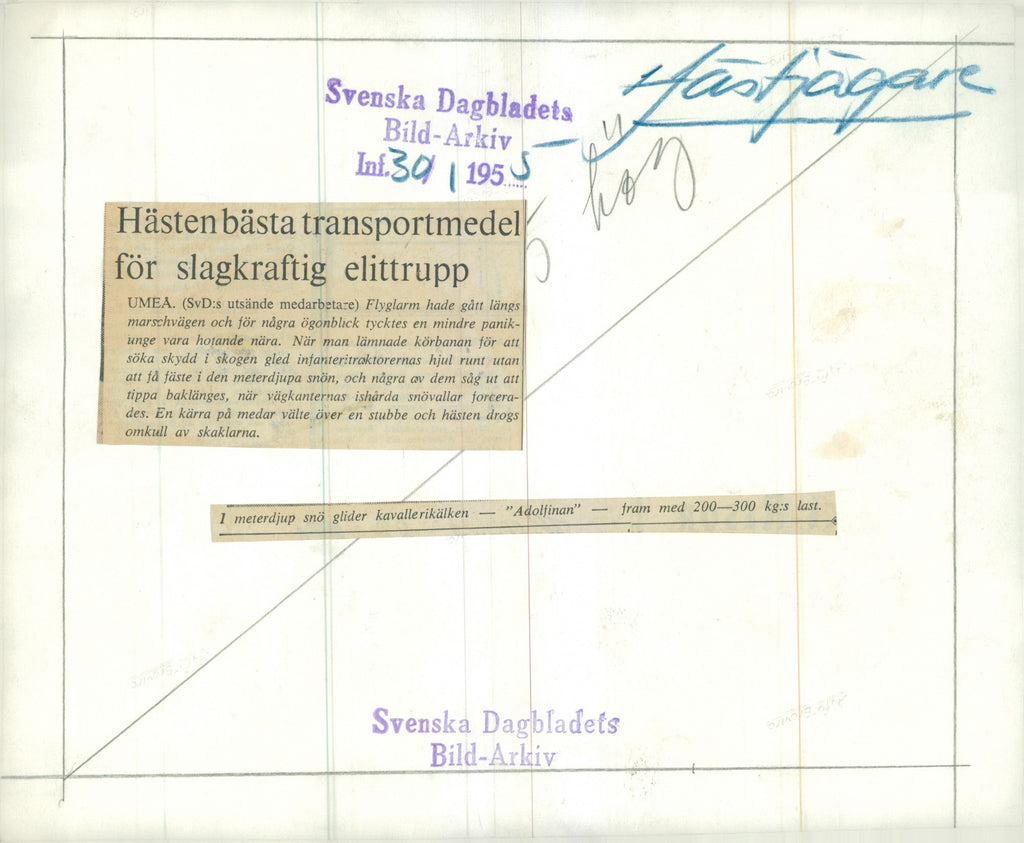 Hästjägare
Svenska Dagbladets
Bild-Arkiv
Inf. 30/1 1955
Hästen bästa transportmedel
för slagkraftig elittrupp
UMEÅ. (SvD:s utsände medarbetare) Flyglarm hade gått längs
marschvägen och för några ögonblick tycktes en mindre panik-
unge vara hotande nära. När man lämnade körbanan för att
söka skydd i skogen gled infanteritraktorernas hjul runt utan
att få fäste i den meterdjupa snön, och några av dem såg ut att
tippa baklänges, när vägkanternas ishårda snövallar forcera-
des. En kärra på medar välte över en stubbe och hästen drogs
omkull av skaklarna.
I meterdjup snö glider kavallerikälken — "Adolfinan" — fram med 200—300 kg:s last.
Svenska Dagbladets
Bild-Arkiv